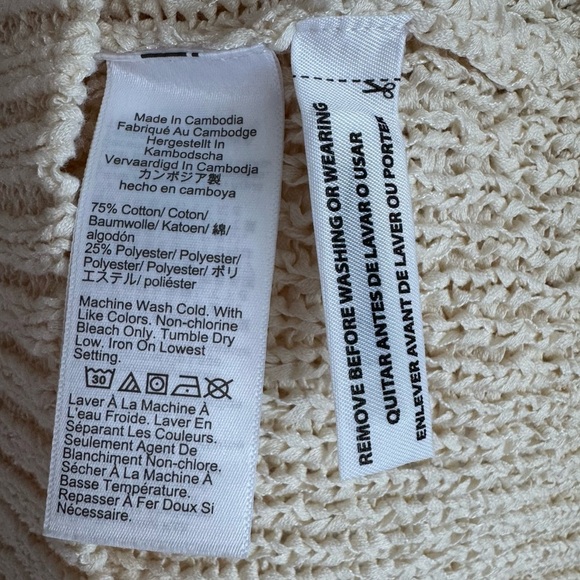 Made In Cambodia
Fabriqué Au Cambodge
Hergestellt In
Kambodscha
Vervaardigd In Cambodja
カンボジア製
hecho en camboya
75% Cotton/ Coton/
Baumwolle/ Katoen/ 綿/
algodón
25% Polyester/ Polyester/
Polyester/ Polyester/ ポリ
エステル/ poliéster
Machine Wash Cold. With
Like Colors. Non-chlorine
Bleach Only. Tumble Dry
Low. Iron On Lowest
Setting.
30
Laver À La Machine À
L'eau Froide. Laver En
Séparant Les Couleurs.
Seulement Agent De
Blanchiment Non-chlore.
Sécher À La Machine À
Basse Température.
Repasser À Fer Doux Si
Nécessaire.
REMOVE BEFORE WASHING OR WEARING
QUITAR ANTES DE LAVAR O USAR
ENLEVER AVANT DE LAVER OU PORTER